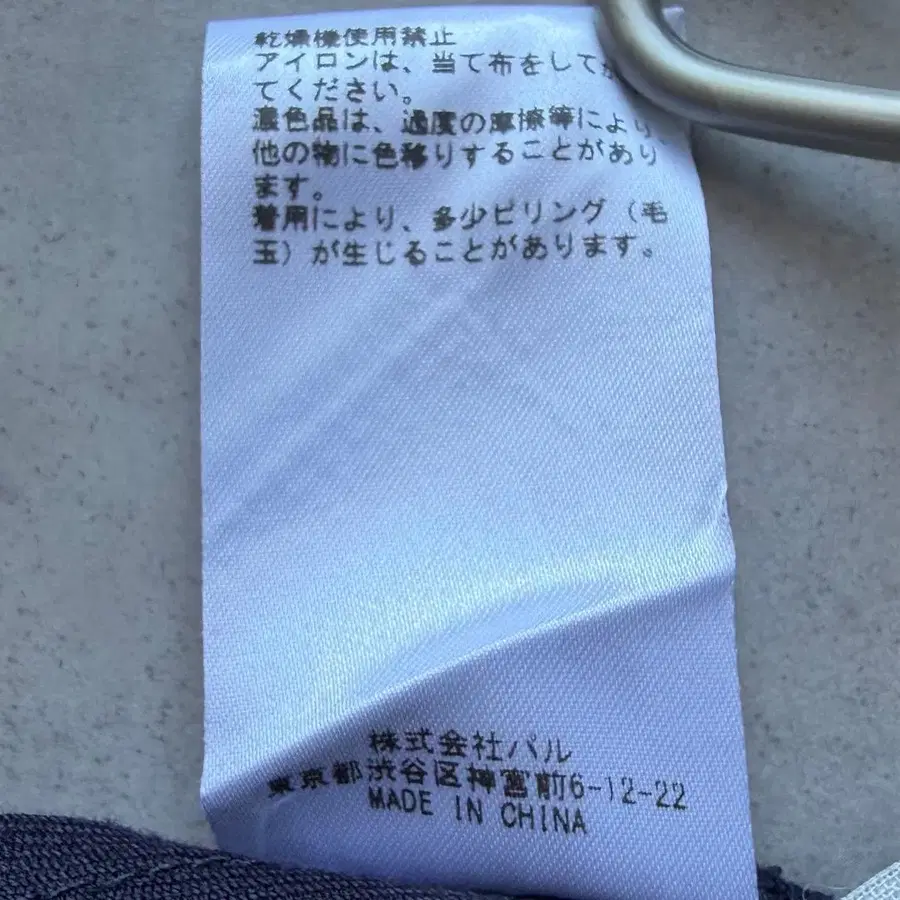 乾燥機使用禁止
アイロンは、当て布をしてか
てください。
濃色品は、過度の摩擦等により、
他の物に色移りすることがあり
ます。
着用により、多少ピリング（毛
玉）が生じることがあります。
株式会社パル
東京都渋谷区神宮前6-12-22
MADE IN CHINA